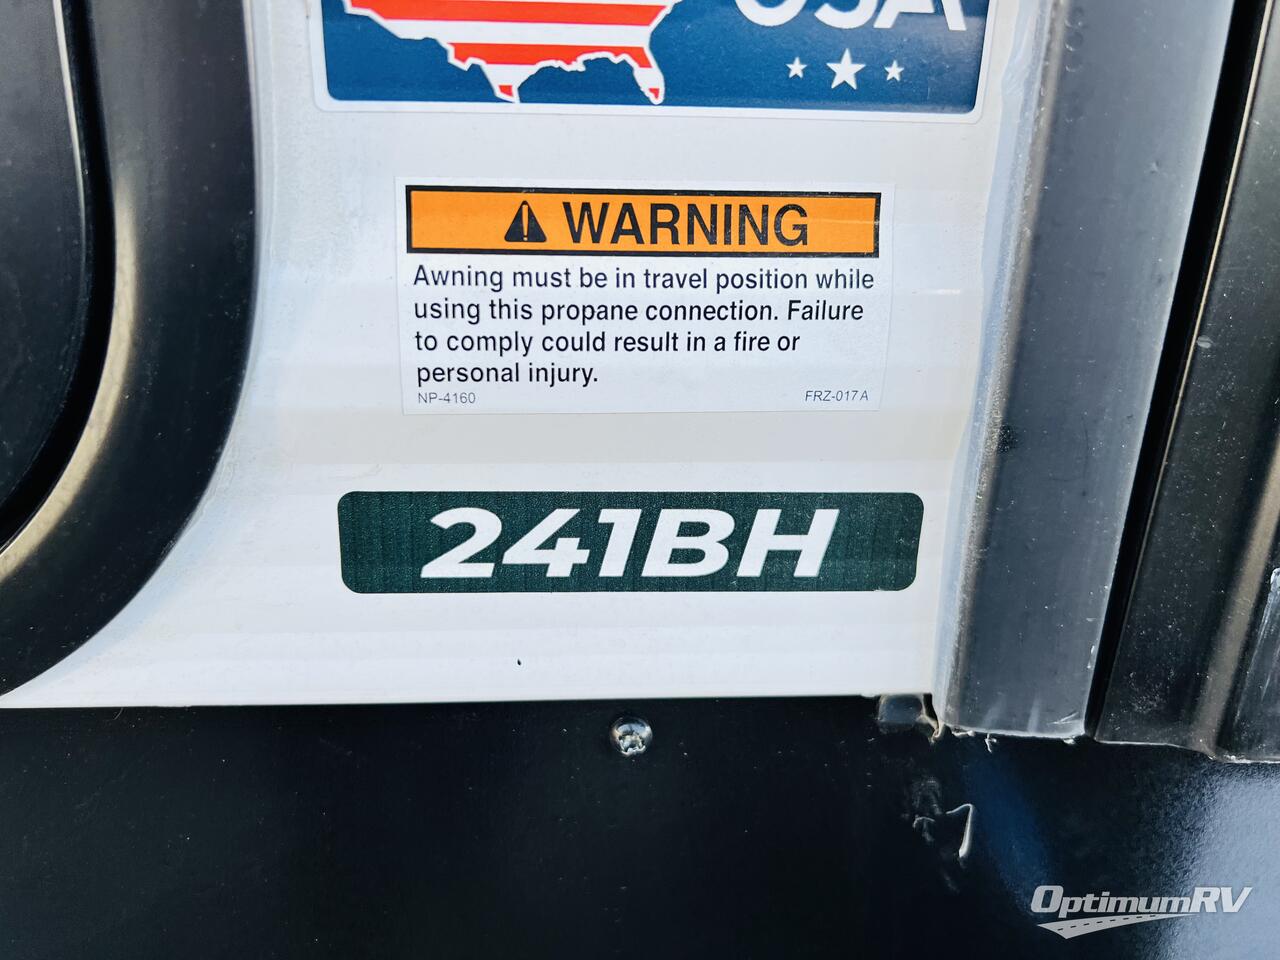 USA
WARNING
Awning must be in travel position while
using this propane connection. Failure
to comply could result in a fire or
personal injury.
NP-4160 FRZ-017A
241BH
OptimumRV